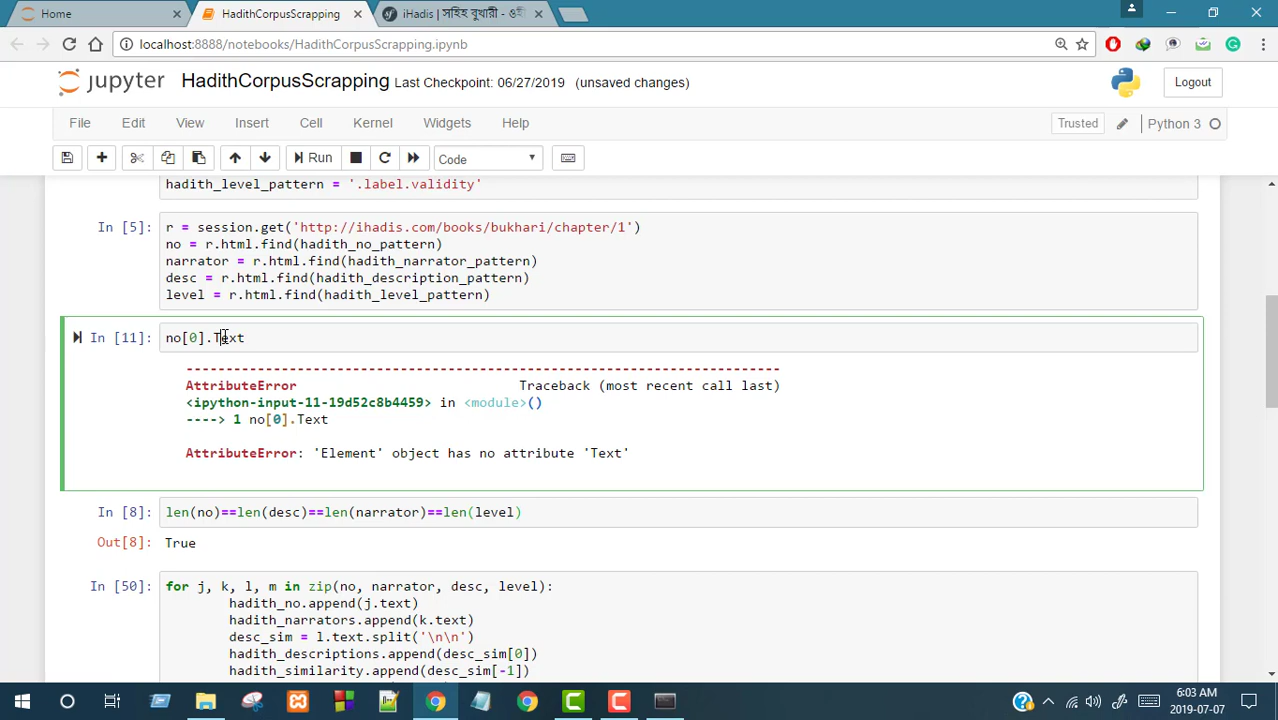 Home
HadithCorpusScrapping
iHadis | সহিহ বুখারী - ওহী
localhost:8888/notebooks/HadithCorpusScrapping.ipynb
jupyter HadithCorpusScrapping Last Checkpoint: 06/27/2019 (unsaved changes)
Logout
File Edit View Insert Cell Kernel Widgets Help
Trusted Python 3
Run Code
hadith_level_pattern = '.label.validity'
In [5]: r = session.get('http://ihadis.com/books/bukhari/chapter/1')
no = r.html.find(hadith_no_pattern)
narrator = r.html.find(hadith_narrator_pattern)
desc = r.html.find(hadith_description_pattern)
level = r.html.find(hadith_level_pattern)
In [11]: no[0].Text
---------------------------------------------------------------------------
AttributeError Traceback (most recent call last)
<ipython-input-11-19d52c8b4459> in <module>()
----> 1 no[0].Text
AttributeError: 'Element' object has no attribute 'Text'
In [8]: len(no)==len(desc)==len(narrator)==len(level)
Out[8]: True
In [50]: for j, k, l, m in zip(no, narrator, desc, level):
hadith_no.append(j.text)
hadith_narrators.append(k.text)
desc_sim = l.text.split('\n\n')
hadith_descriptions.append(desc_sim[0])
hadith_similarity.append(desc_sim[-1])
6:03 AM
2019-07-07